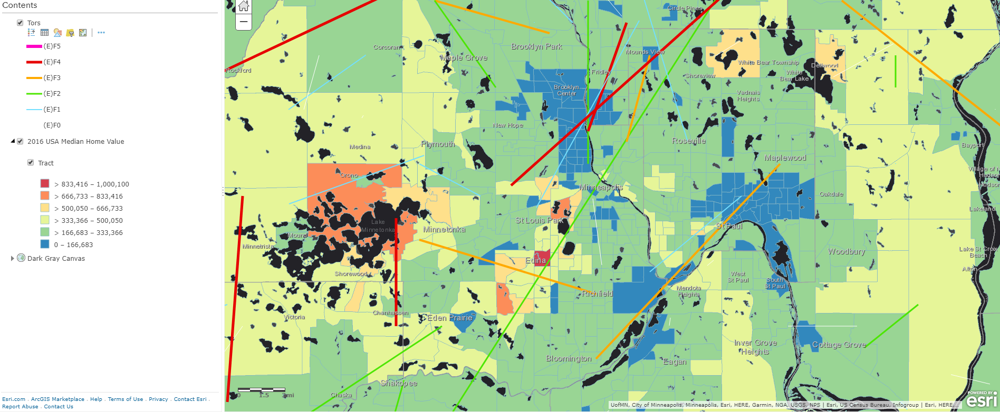 Contents
Tors
(E)F5
(E)F4
(E)F3
(E)F2
(E)F1
(E)F0
2016 USA Median Home Value
Tract
> 833,416 – 1,000,100
> 666,733 – 833,416
> 500,050 – 666,733
> 333,366 – 500,050
> 166,683 – 333,366
0 – 166,683
Dark Gray Canvas
Esri.com . ArcGIS Marketplace . Help . Terms of Use . Privacy . Contact Esri .
Report Abuse . Contact Us
Circle Pines
Corcoran
Brooklyn Park
Maple Grove
Mounds View
Rockford
Fridley
Shoreview
White Bear Township
White
Bear Lake
Dellwood
Brooklyn
Center
Vadnais
Heights
New Hope
Medina
Plymouth
Roseville
Bayport
Maplewood
Village of N
Hudson
Orono
Minneapolis
Hudson
Oakdale
Lakeland
Lake
Minnetonka
St Louis Park
Minnetonka
St Paul
Mound
Minnetrista
Woodbury
Lake St Croix
Beach
Edina
Afton
Shorewood
West
St Paul
South
St Paul
Richfield
Mendota
Heights
Victoria
Chanhassen
Eden Prairie
Inver Grove
Heights
Cottage Grove
Bloomington
Eagan
Shakopee
Chaska
0 1.5 3mi
UofMN, City of Minneapolis, Minneapolis, Esri, HERE, Garmin, NGA, USGS, NPS | Esri, US Census Bureau, Infogroup | Esri, HERE,...
POWERED BY
esri